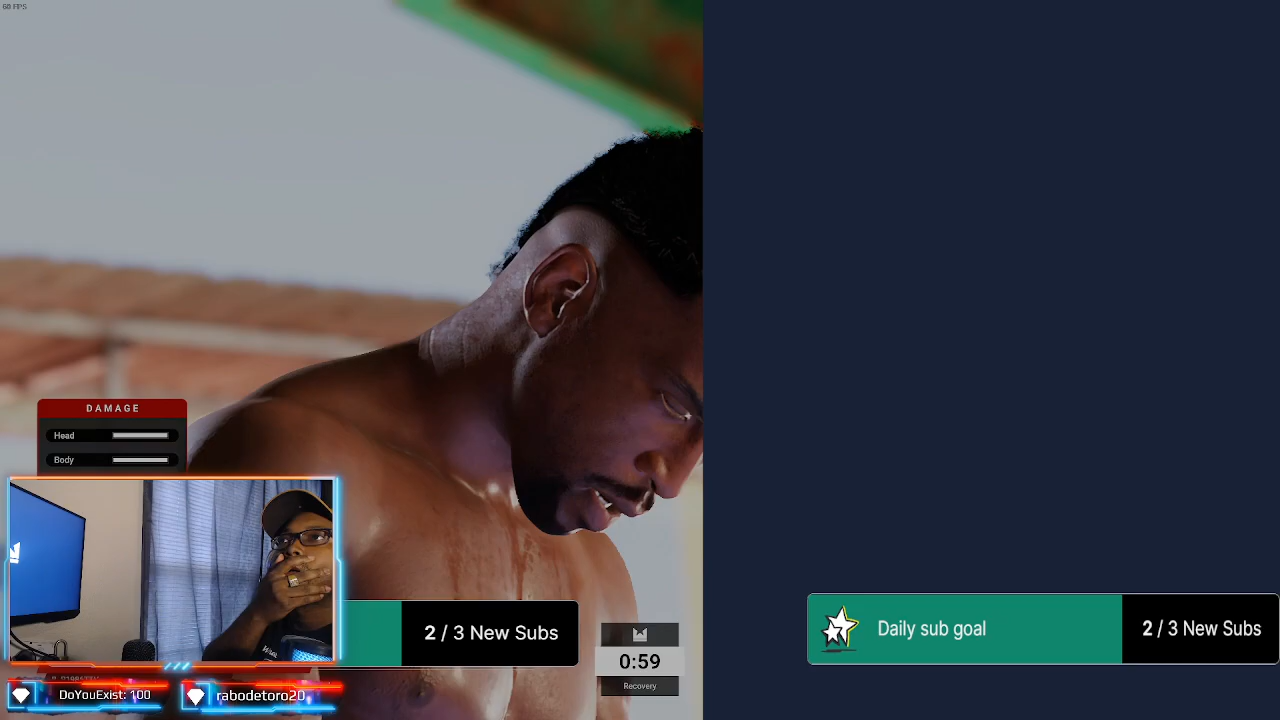 60 FPS
DAMAGE
Head
Body
2 / 3 New Subs
0:59
Recovery
DoYouExist: 100
rabodetoro20
Daily sub goal
2 / 3 New Subs